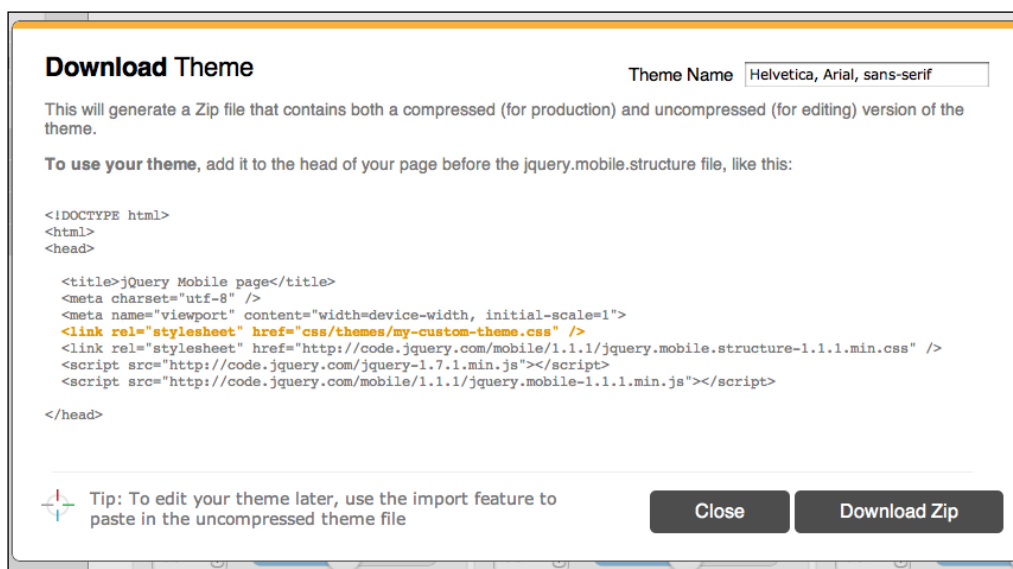 Download Theme
Theme Name Helvetica, Arial, sans-serif
This will generate a Zip file that contains both a compressed (for production) and uncompressed (for editing) version of the
theme.
To use your theme, add it to the head of your page before the jquery.mobile.structure file, like this:
<!DOCTYPE html>
<html>
<head>
<title>jQuery Mobile page</title>
<meta charset="utf-8" />
<meta name="viewport" content="width=device-width, initial-scale=1">
<link rel="stylesheet" href="css/themes/my-custom-theme.css" />
<link rel="stylesheet" href="http://code.jquery.com/mobile/1.1.1/jquery.mobile.structure-1.1.1.min.css" />
<script src="http://code.jquery.com/jquery-1.7.1.min.js"></script>
<script src="http://code.jquery.com/mobile/1.1.1/jquery.mobile-1.1.1.min.js"></script>
</head>
Tip: To edit your theme later, use the import feature to
paste in the uncompressed theme file
Close
Download Zip